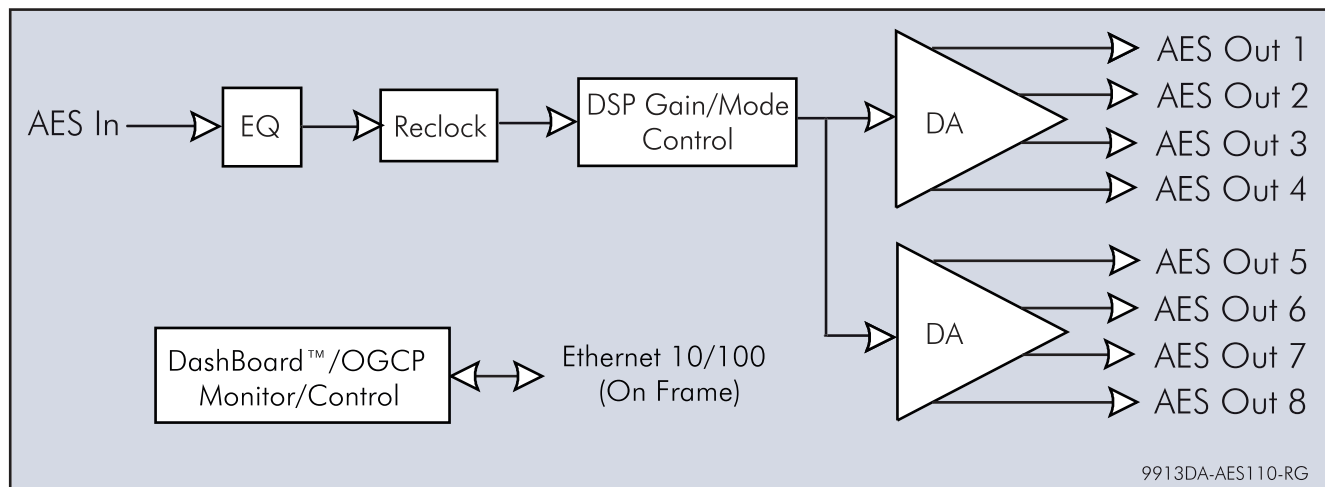 AES In
EQ
Reclock
DSP Gain/Mode
Control
DA
AES Out 1
AES Out 2
AES Out 3
AES Out 4
DA
AES Out 5
AES Out 6
AES Out 7
AES Out 8
DashBoard™/OGCP
Monitor/Control
Ethernet 10/100
(On Frame)
9913DA-AES110-RG